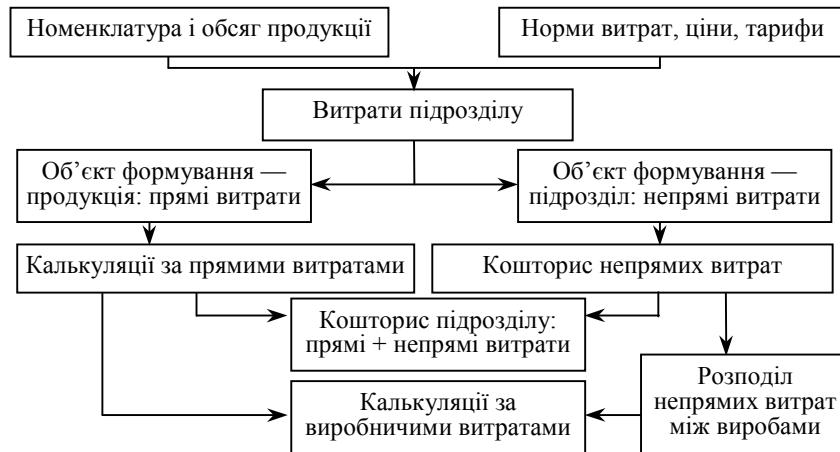 Номенклатура і обсяг продукції
Норми витрат, ціни, тарифи
Витрати підрозділу
Об’єкт формування —
продукція: прямі витрати
Об’єкт формування —
підрозділ: непрямі витрати
Калькуляції за прямими витратами
Кошторис непрямих витрат
Кошторис підрозділу:
прямі + непрямі витрати
Розподіл
непрямих витрат
між виробами
Калькуляції за
виробничими витратами